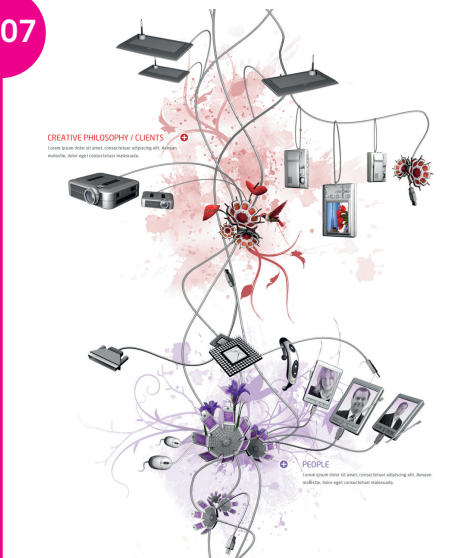 07
CREATIVE PHILOSOPHY / CLIENTS
Lorem ipsum dolor sit amet, consectetuer adipiscing elit. Aenean
molestie, dolor eget consectetuer malesuada.
PEOPLE
Lorem ipsum dolor sit amet, consectetuer adipiscing elit. Aenean
molestie, dolor eget consectetuer malesuada.